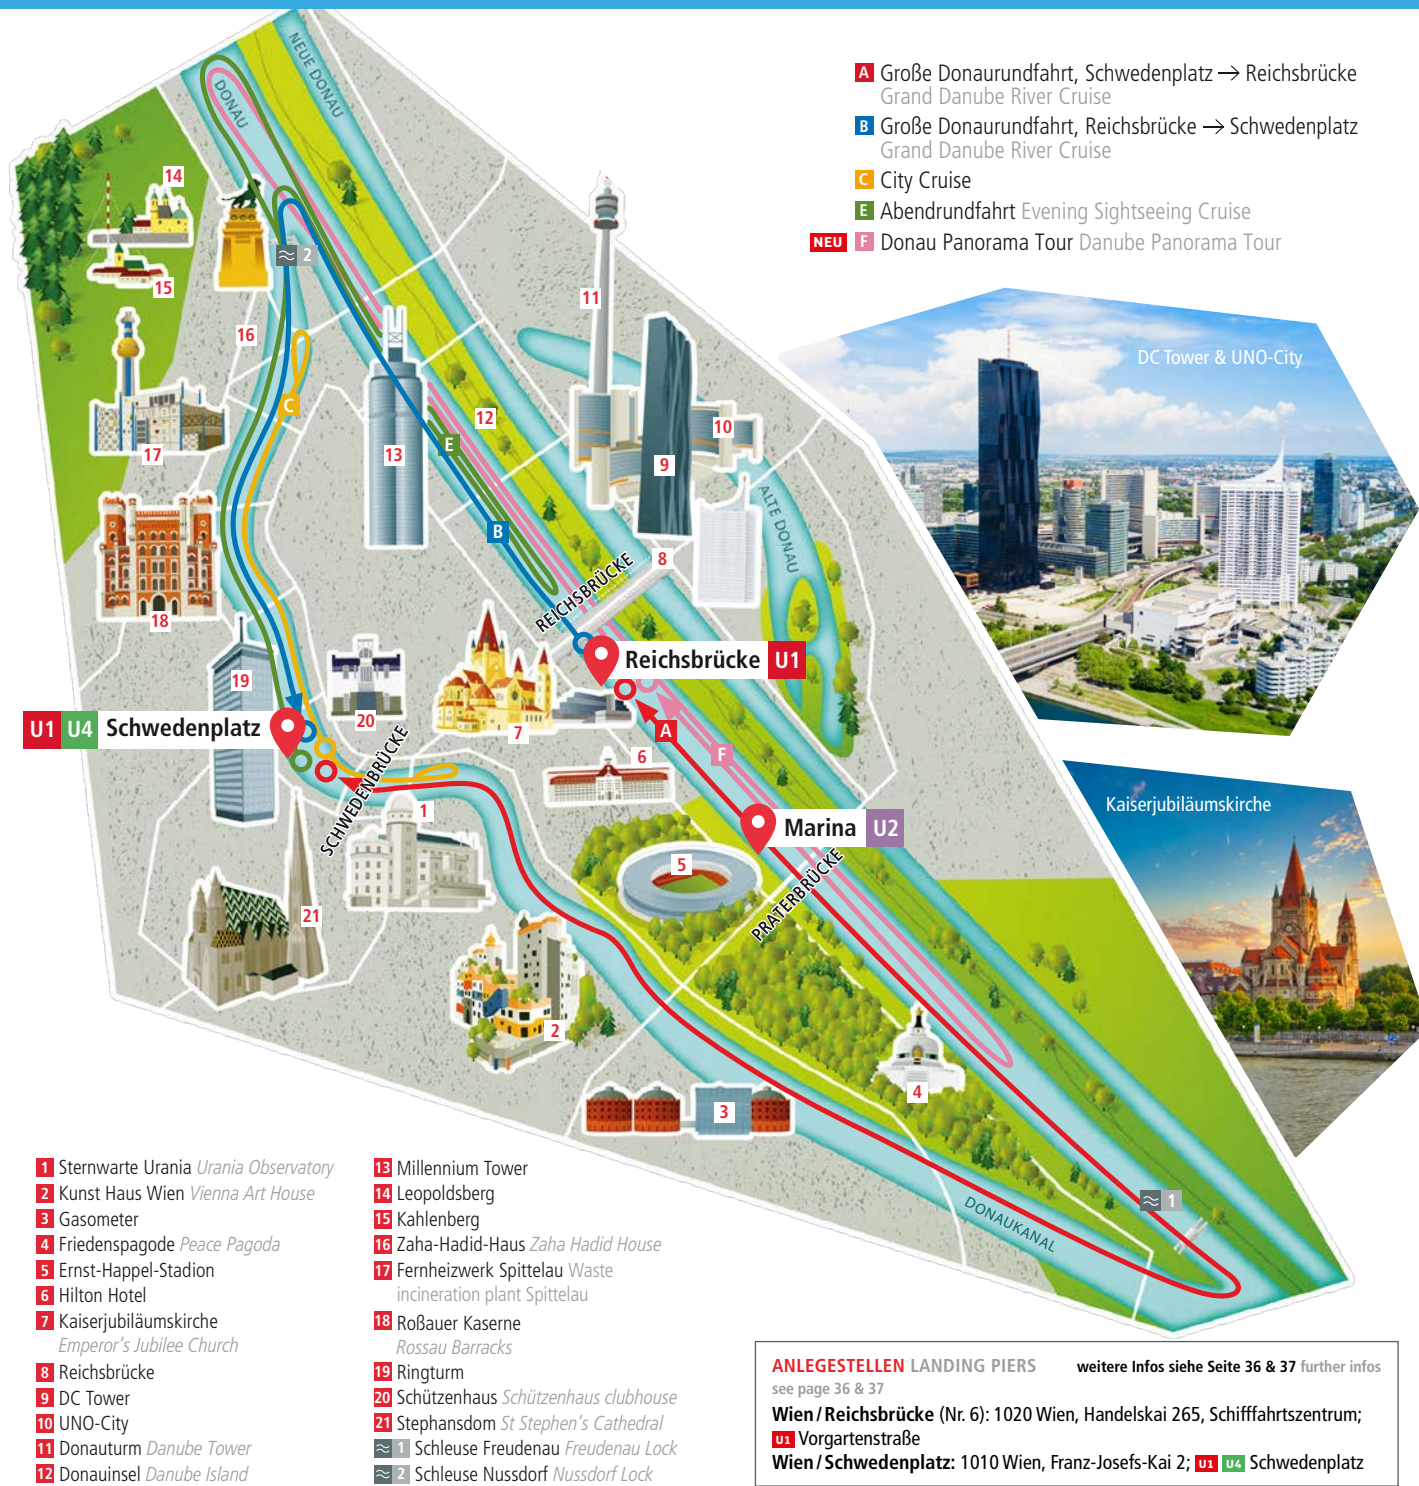 A Große Donaurundfahrt, Schwedenplatz → Reichsbrücke
Grand Danube River Cruise
B Große Donaurundfahrt, Reichsbrücke → Schwedenplatz
Grand Danube River Cruise
C City Cruise
E Abendrundfahrt Evening Sightseeing Cruise
NEU F Donau Panorama Tour Danube Panorama Tour
NEUE DONAU
DONAU
14
2
15
11
16
DC Tower & UNO-City
C
12
10
E
13
17
9
B
ALTE DONAU
8
REICHSBRÜCKE
18
Reichsbrücke U1
19
20
U1 U4 Schwedenplatz
7
A
F
6
SCHWEDENBRÜCKE
Kaiserjubiläumskirche
1
Marina U2
5
PRATERBRÜCKE
21
2
4
3
1
DONAUKANAL
1 Sternwarte Urania Urania Observatory
2 Kunst Haus Wien Vienna Art House
3 Gasometer
4 Friedenspagode Peace Pagoda
5 Ernst-Happel-Stadion
6 Hilton Hotel
7 Kaiserjubiläumskirche
Emperor's Jubilee Church
8 Reichsbrücke
9 DC Tower
10 UNO-City
11 Donauturm Danube Tower
12 Donauinsel Danube Island
13 Millennium Tower
14 Leopoldsberg
15 Kahlenberg
16 Zaha-Hadid-Haus Zaha Hadid House
17 Fernheizwerk Spittelau Waste
incineration plant Spittelau
18 Roßauer Kaserne
Rossau Barracks
19 Ringturm
20 Schützenhaus Schützenhaus clubhouse
21 Stephansdom St Stephen's Cathedral
1 Schleuse Freudenau Freudenau Lock
2 Schleuse Nussdorf Nussdorf Lock
ANLEGESTELLEN LANDING PIERS weitere Infos siehe Seite 36 & 37 further infos
see page 36 & 37
Wien / Reichsbrücke (Nr. 6): 1020 Wien, Handelskai 265, Schifffahrtszentrum;
U1 Vorgartenstraße
Wien / Schwedenplatz: 1010 Wien, Franz-Josefs-Kai 2; U1 U4 Schwedenplatz